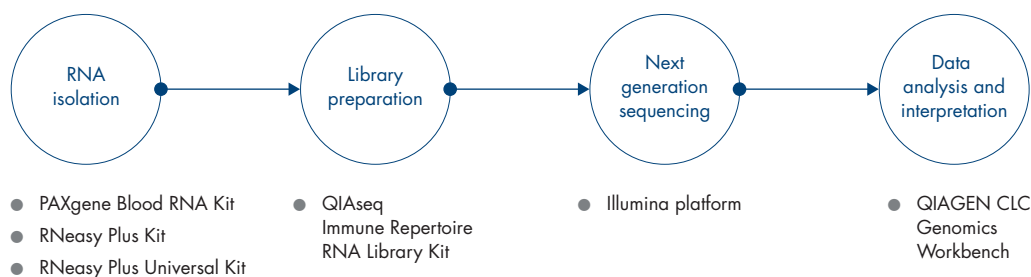 RNA
isolation
Library
preparation
Next
generation
sequencing
Data
analysis and
interpretation
PAXgene Blood RNA Kit
RNeasy Plus Kit
RNeasy Plus Universal Kit
QIAseq
Immune Repertoire
RNA Library Kit
Illumina platform
QIAGEN CLC
Genomics
Workbench